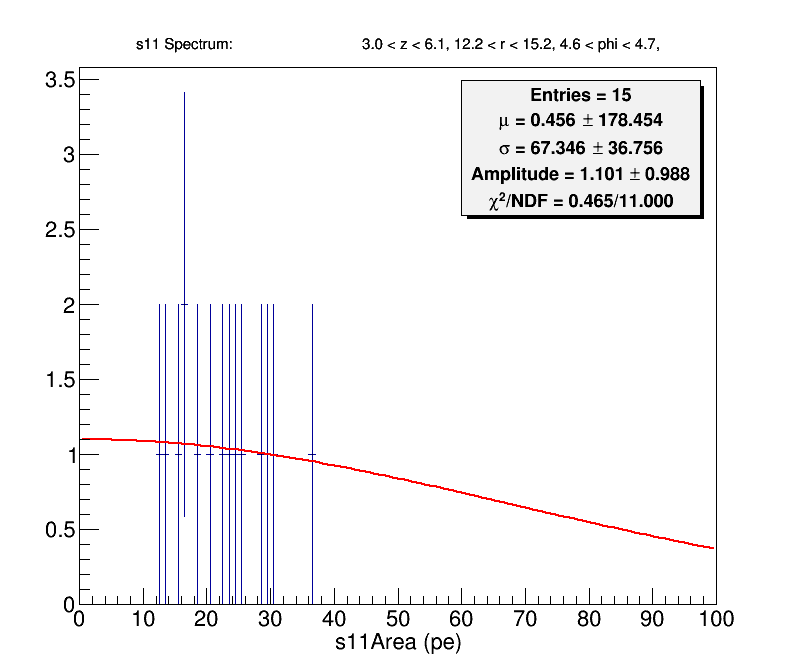 s11 Spectrum: 3.0 < z < 6.1, 12.2 < r < 15.2, 4.6 < phi < 4.7,
Entries = 15
μ = 0.456 ± 178.454
σ = 67.346 ± 36.756
Amplitude = 1.101 ± 0.988
χ²/NDF = 0.465/11.000
3.5
3
2.5
2
1.5
1
0.5
0
0 10 20 30 40 50 60 70 80 90 100
s11Area (pe)